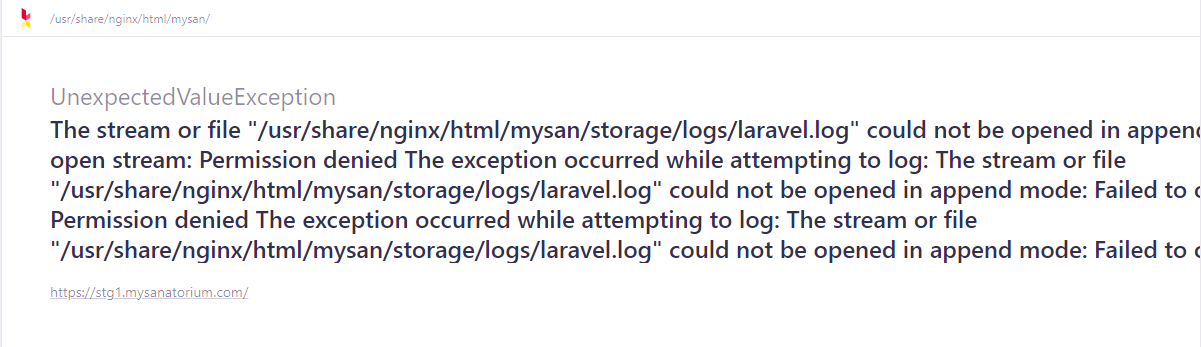 /usr/share/nginx/html/mysan/
UnexpectedValueException
The stream or file "/usr/share/nginx/html/mysan/storage/logs/laravel.log" could not be opened in
open stream: Permission denied The exception occurred while attempting to log: The stream or file
"/usr/share/nginx/html/mysan/storage/logs/laravel.log" could not be opened in append mode: Failed to
Permission denied The exception occurred while attempting to log: The stream or file
"/usr/share/nginx/html/mysan/storage/logs/laravel.log" could not be opened in append mode: Failed to
https://stg1.mysanatorium.com/